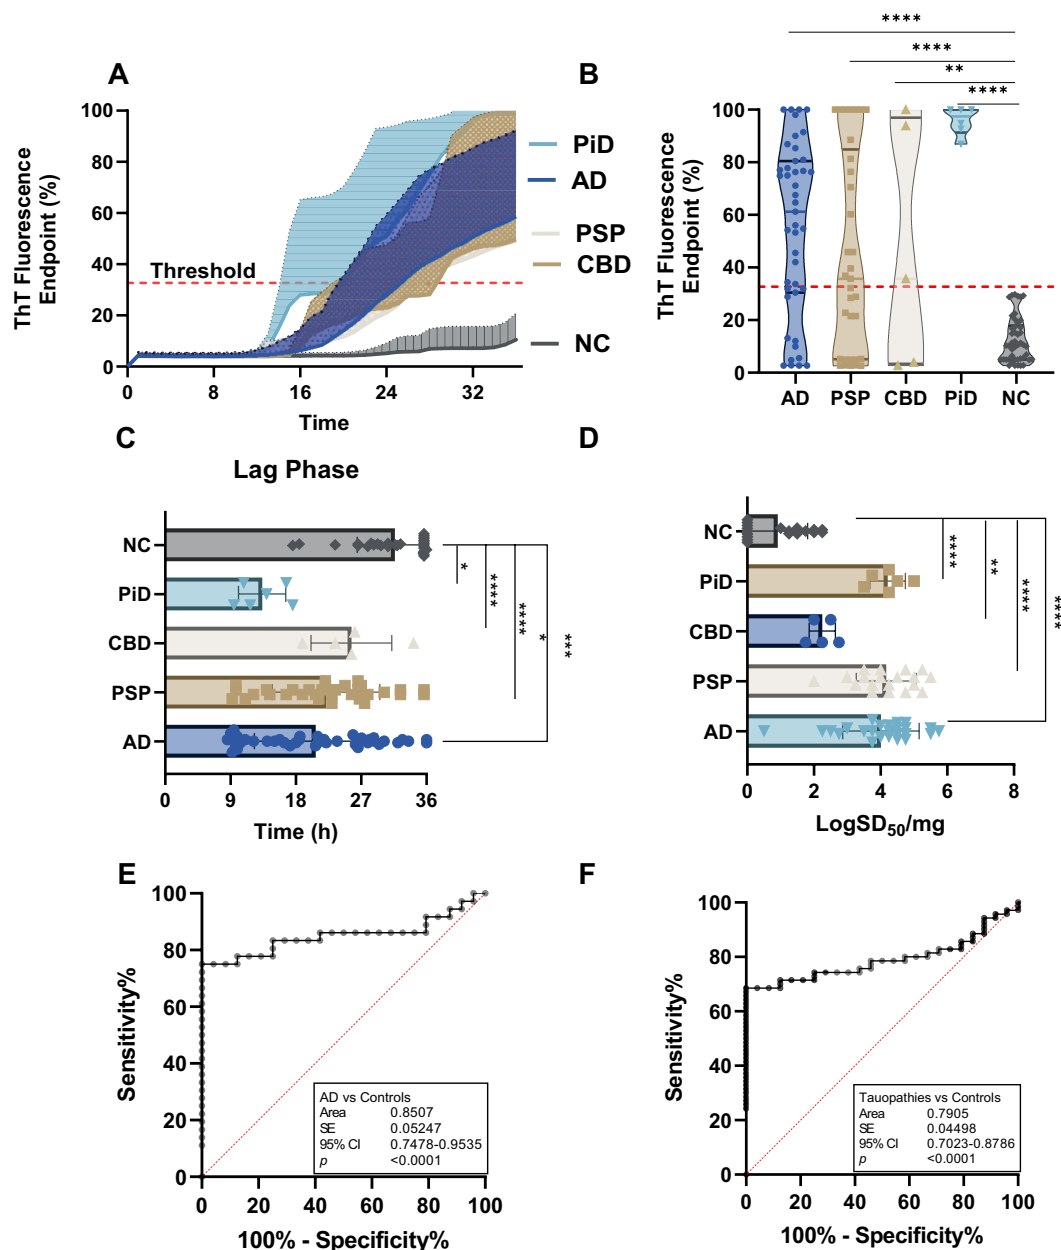 A
ThT Fluorescence
Endpoint (%)
100
80
60
40
20
0
Threshold
0
8
16
24
32
Time
PiD
AD
PSP
CBD
NC
B
****
****
**
****
ThT Fluorescence
Endpoint (%)
100
80
60
40
20
0
AD
PSP
CBD
PiD
NC
C
Lag Phase
NC
PiD
CBD
PSP
AD
*
****
****
*
***
0
9
18
27
36
Time (h)
D
NC
PiD
CBD
PSP
AD
****
**
****
****
0
2
4
6
8
LogSD50/mg
E
Sensitivity%
100
80
60
40
20
0
AD vs Controls
Area 0.8507
SE 0.05247
95% CI 0.7478-0.9535
p <0.0001
0
20
40
60
80
100
100% - Specificity%
F
Sensitivity%
100
80
60
40
20
0
Tauopathies vs Controls
Area 0.7905
SE 0.04498
95% CI 0.7023-0.8786
p <0.0001
0
20
40
60
80
100
100% - Specificity%